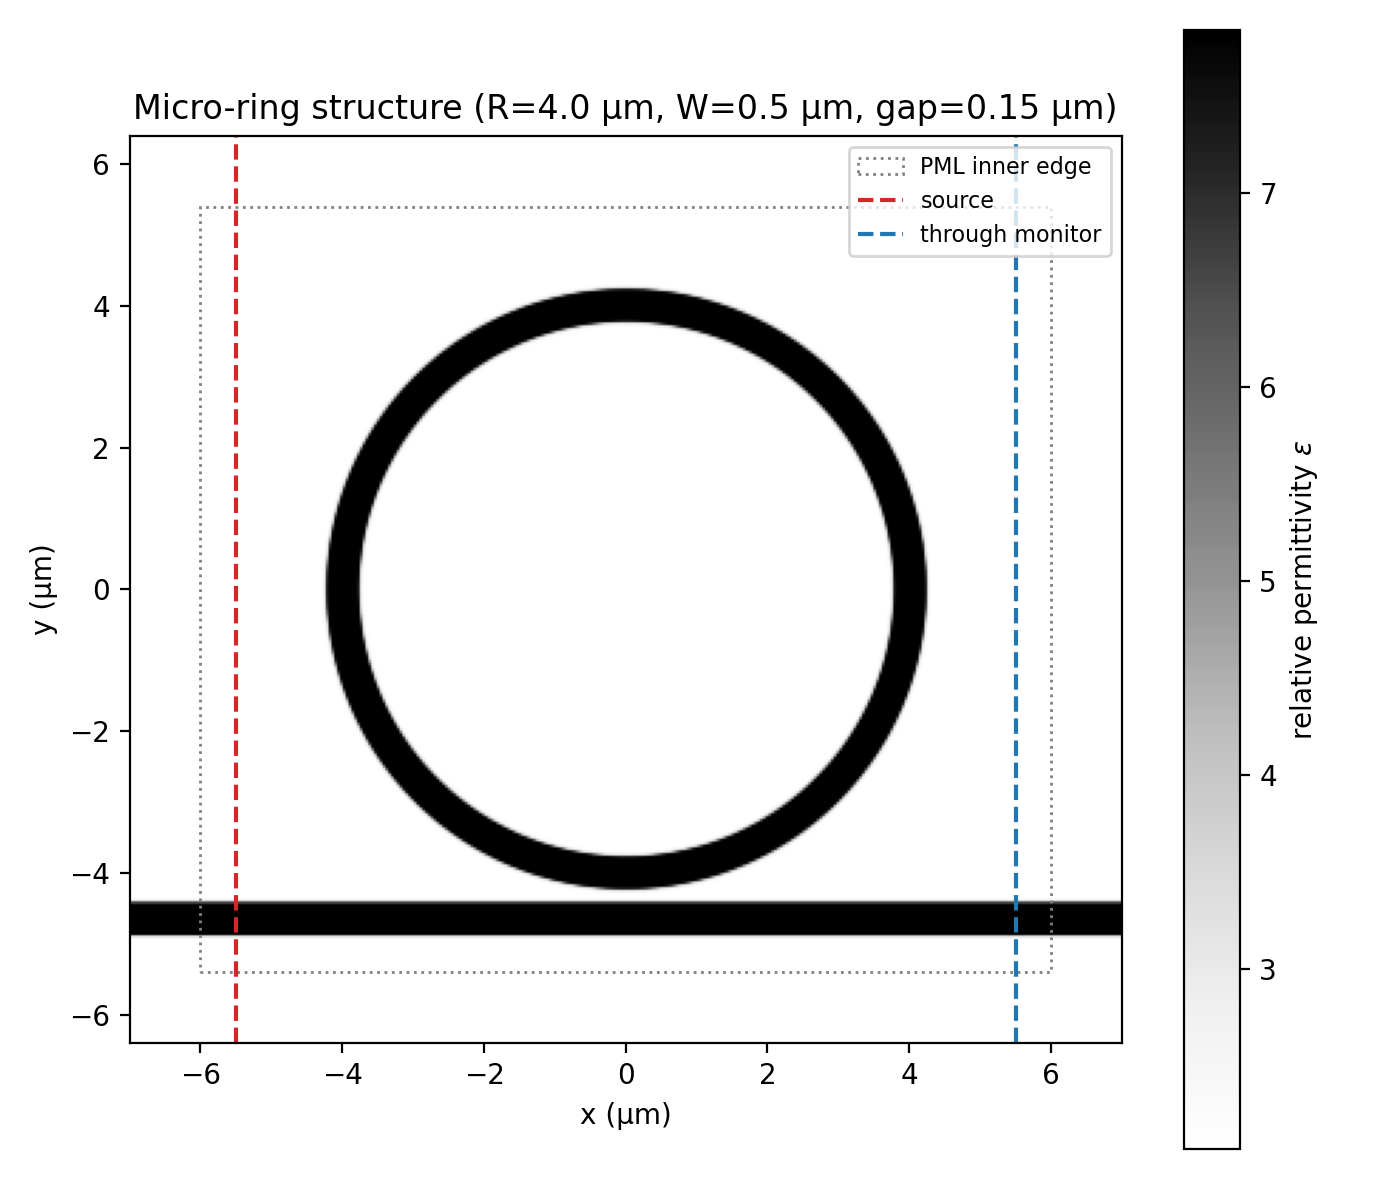 Micro-ring structure (R=4.0 μm, W=0.5 μm, gap=0.15 μm)
PML inner edge
source
through monitor
6
4
2
0
−2
−4
−6
y (μm)
−6
−4
−2
0
2
4
6
x (μm)
7
6
5
4
3
relative permittivity ε